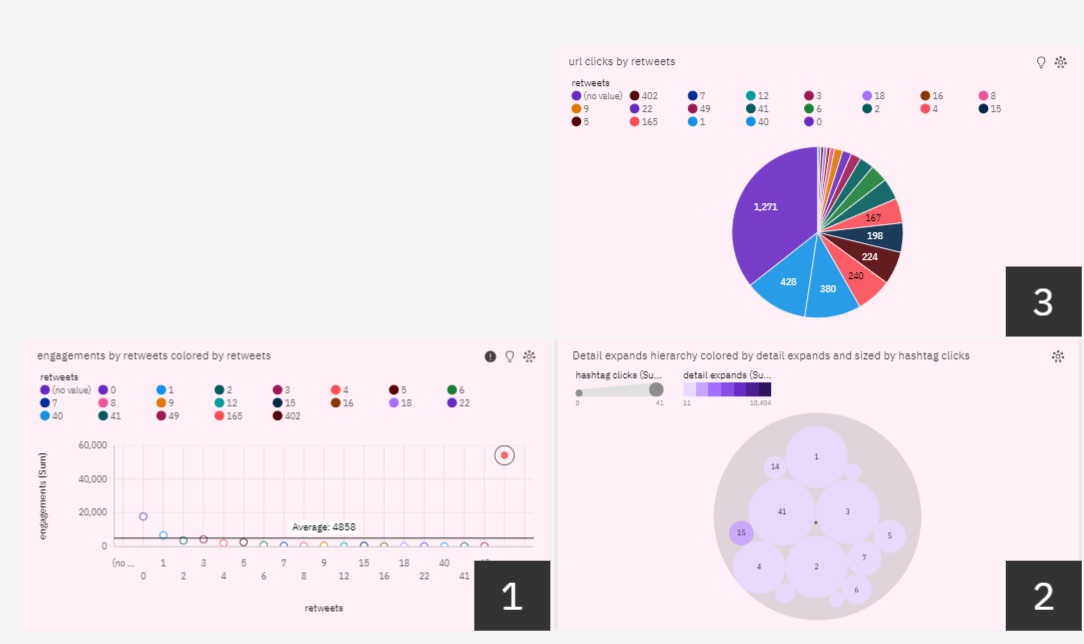 url clicks by retweets
retweets
(no value) 402 7 12 3 18 16 8
9 22 49 41 6 2 4 15
5 165 1 40 0
1,271
167
198
224
240
380
428
3
engagements by retweets colored by retweets
retweets
(no value) 0 1 2 3 4 5 6
7 8 9 12 15 16 18 22
40 41 49 165 402
engagements (Sum)
60,000
40,000
20,000
0
Average: 4858
(no ... 1 3 5 7 9 15 18 40
0 2 4 6 8 12 16 22 41
retweets
1
Detail expands hierarchy colored by detail expands and sized by hashtag clicks
hashtag clicks (Su... detail expands (Su...
0 41 11 10,404
1
14
41
3
15
5
7
4
2
6
2